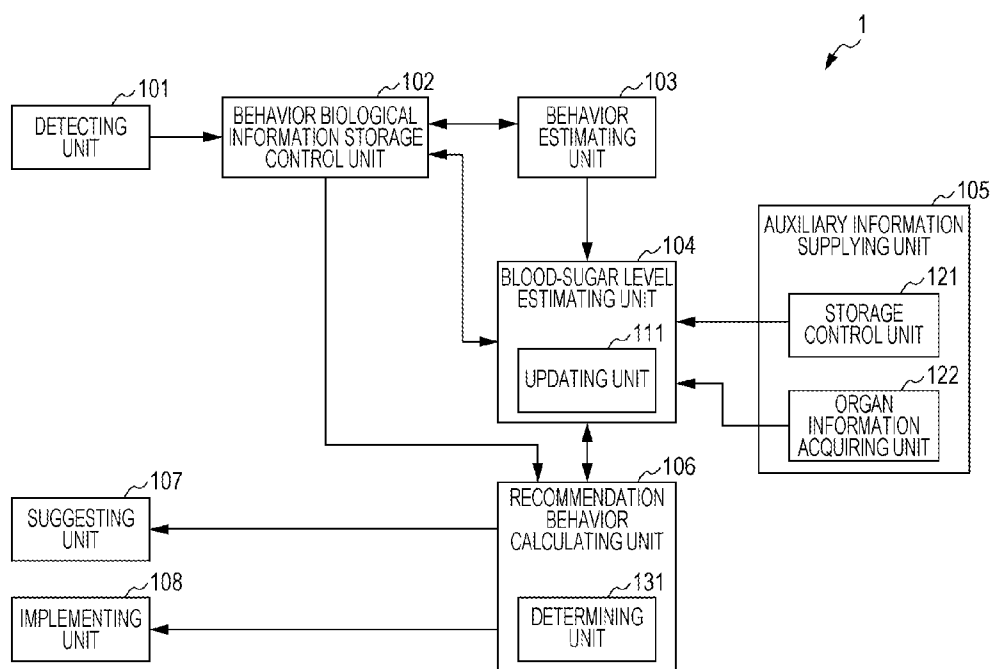 1
101
DETECTING
UNIT
102
BEHAVIOR BIOLOGICAL
INFORMATION STORAGE
CONTROL UNIT
103
BEHAVIOR
ESTIMATING
UNIT
104
BLOOD-SUGAR LEVEL
ESTIMATING UNIT
111
UPDATING UNIT
105
AUXILIARY INFORMATION
SUPPLYING UNIT
121
STORAGE
CONTROL UNIT
122
ORGAN
INFORMATION
ACQUIRING UNIT
106
RECOMMENDATION
BEHAVIOR
CALCULATING UNIT
131
DETERMINING
UNIT
107
SUGGESTING
UNIT
108
IMPLEMENTING
UNIT